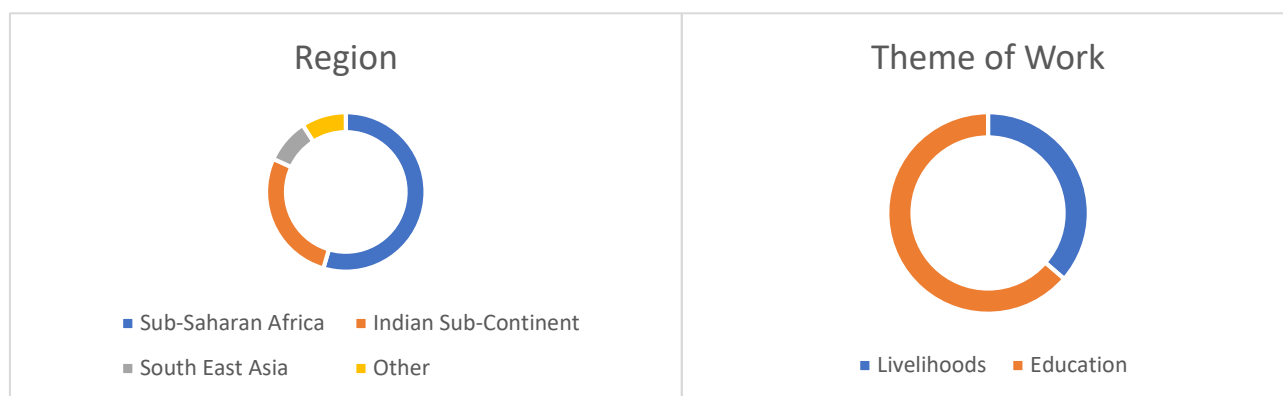 Region
Sub-Saharan Africa
Indian Sub-Continent
South East Asia
Other
Theme of Work
Livelihoods
Education